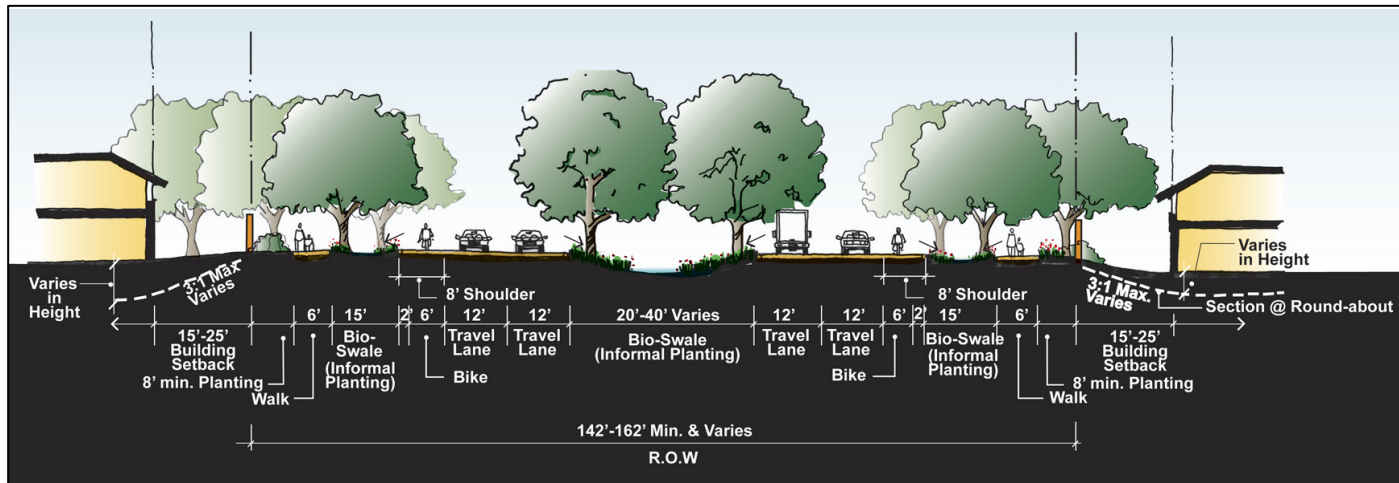 Varies
in
Height
3:1 Max
Varies
8’ Shoulder
8’ Shoulder
3:1 Max.
Varies
Varies
in Height
Section @ Round-about
15’-25’
Building
Setback
8’ min. Planting
6’
Walk
15’
Bio-
Swale
(Informal
Planting)
2’
6’
Bike
12’
Travel
Lane
12’
Travel
Lane
20’-40’ Varies
Bio-Swale
(Informal Planting)
12’
Travel
Lane
12’
Travel
Lane
6’
Bike
2’
15’
Bio-Swale
(Informal
Planting)
6’
Walk
8’ min. Planting
15’-25’
Building
Setback
142’-162’ Min. & Varies
R.O.W